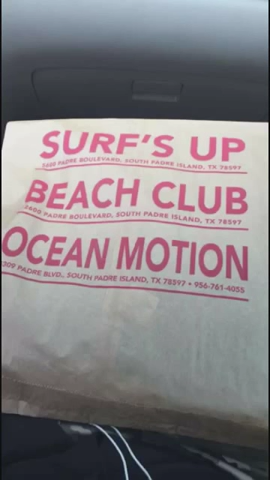 SURF'S UP
PADRE BOULEVARD, SOUTH PADRE ISLAND, TX 78597
BEACH CLUB
PADRE BOULEVARD, SOUTH PADRE ISLAND, TX 78597
OCEAN MOTION
PADRE BLVD., SOUTH PADRE ISLAND, TX 78597 • 956-761-4055